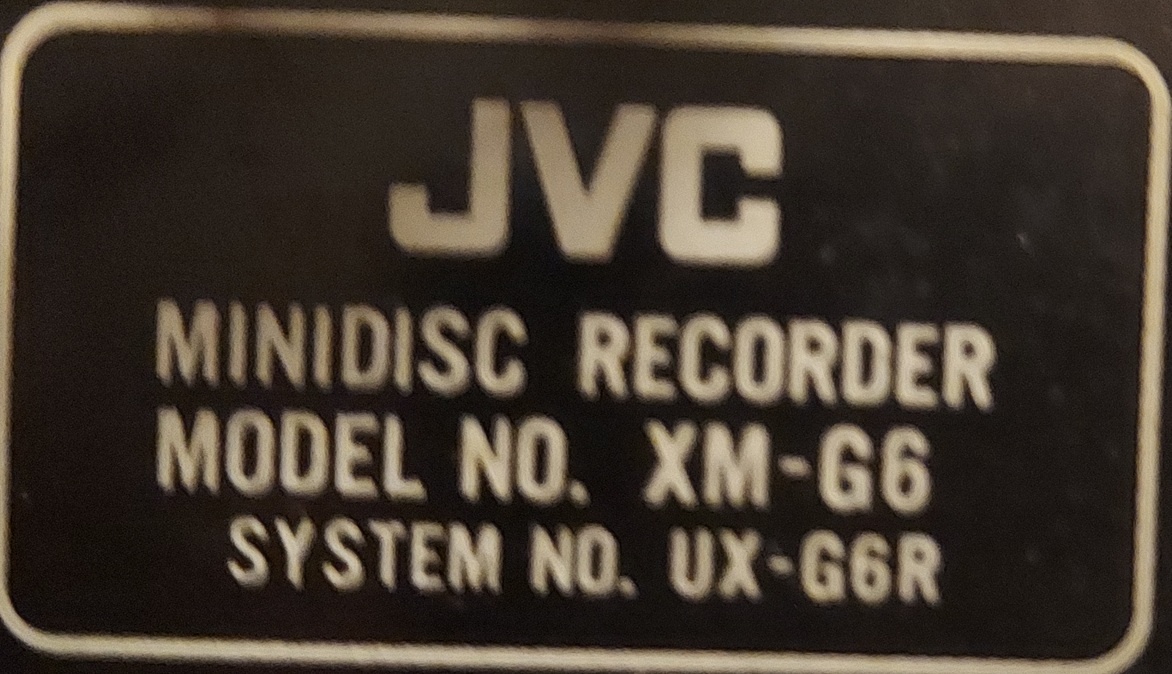 JVC
MINIDISC RECORDER
MODEL NO. XM-G6
SYSTEM NO. UX-G6R